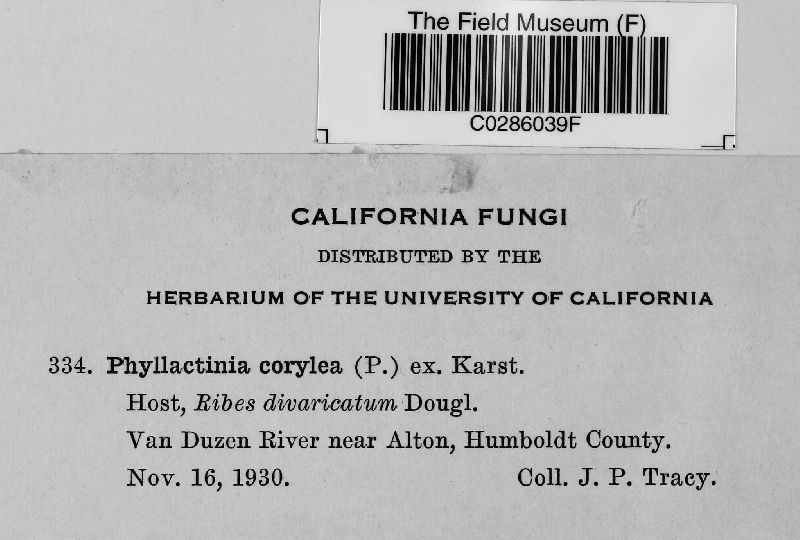 The Field Museum (F)
C0286039F
CALIFORNIA FUNGI
DISTRIBUTED BY THE
HERBARIUM OF THE UNIVERSITY OF CALIFORNIA
334. Phyllactinia corylea (P.) ex. Karst.
Host, Ribes divaricatum Dougl.
Van Duzen River near Alton, Humboldt County.
Nov. 16, 1930. Coll. J. P. Tracy.